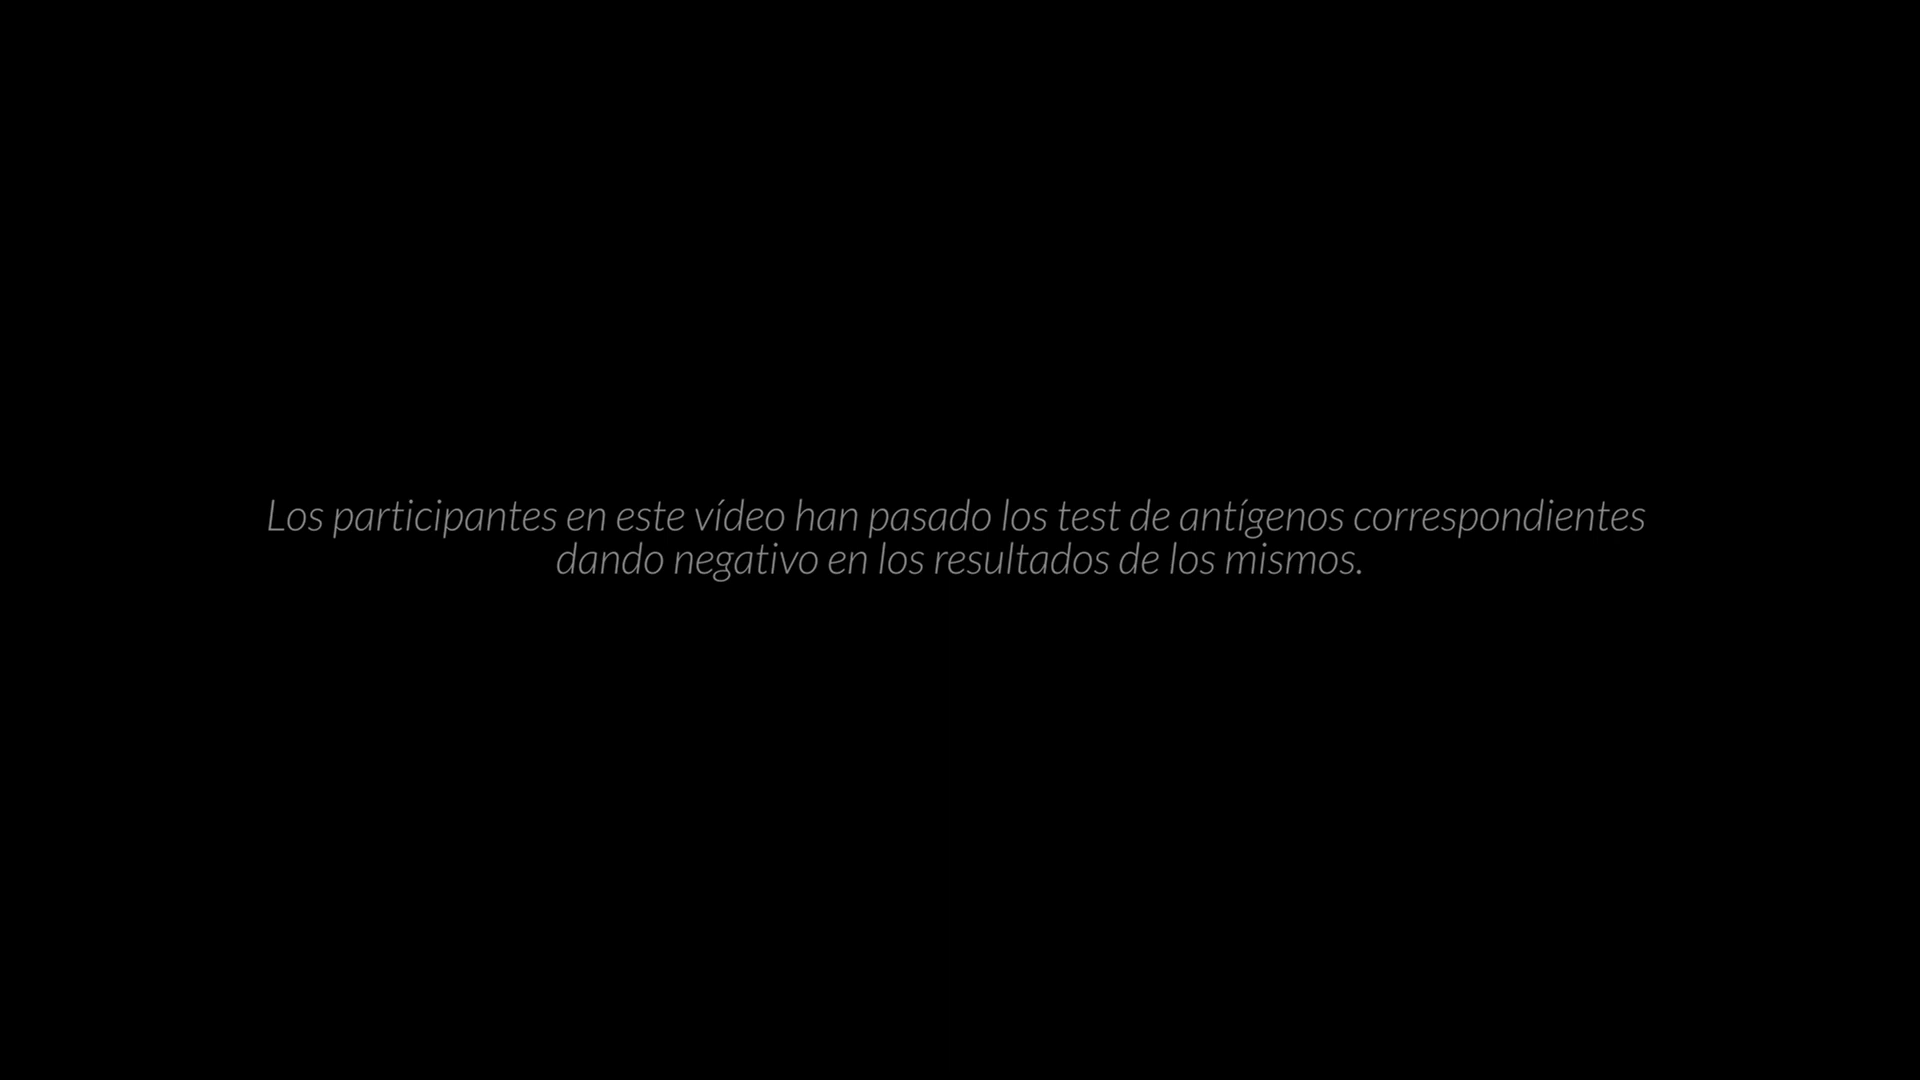 Los participantes en este vídeo han pasado los test de antígenos correspondientes
dando negativo en los resultados de los mismos.